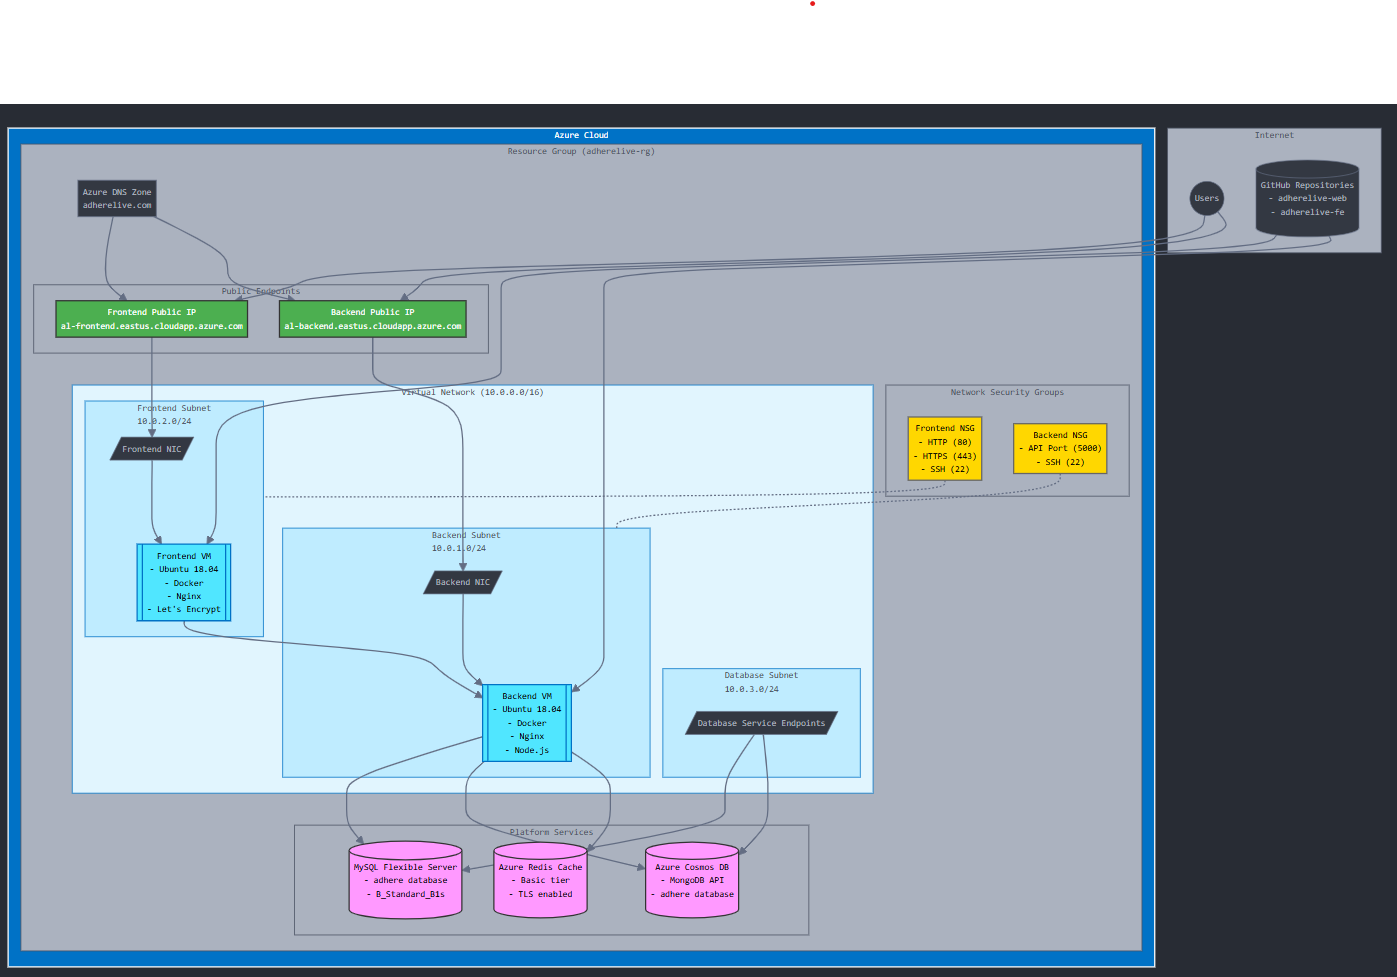 Azure Cloud
Resource Group (adherelive-rg)
Internet
Azure DNS Zone
adherelive.com
Users
GitHub Repositories
- adherelive-web
- adherelive-fe
Public Endpoints
Frontend Public IP
al-frontend.eastus.cloudapp.azure.com
Backend Public IP
al-backend.eastus.cloudapp.azure.com
Virtual Network (10.0.0.0/16)
Network Security Groups
Frontend Subnet
10.0.2.0/24
Frontend NIC
Frontend NSG
- HTTP (80)
- HTTPS (443)
- SSH (22)
Backend NSG
- API Port (5000)
- SSH (22)
Backend Subnet
10.0.1.0/24
Backend NIC
Frontend VM
- Ubuntu 18.04
- Docker
- Nginx
- Let's Encrypt
Backend VM
- Ubuntu 18.04
- Docker
- Nginx
- Node.js
Database Subnet
10.0.3.0/24
Database Service Endpoints
Platform Services
MySQL Flexible Server
- adhere database
- B_Standard_B1s
Azure Redis Cache
- Basic tier
- TLS enabled
Azure Cosmos DB
- MongoDB API
- adhere database